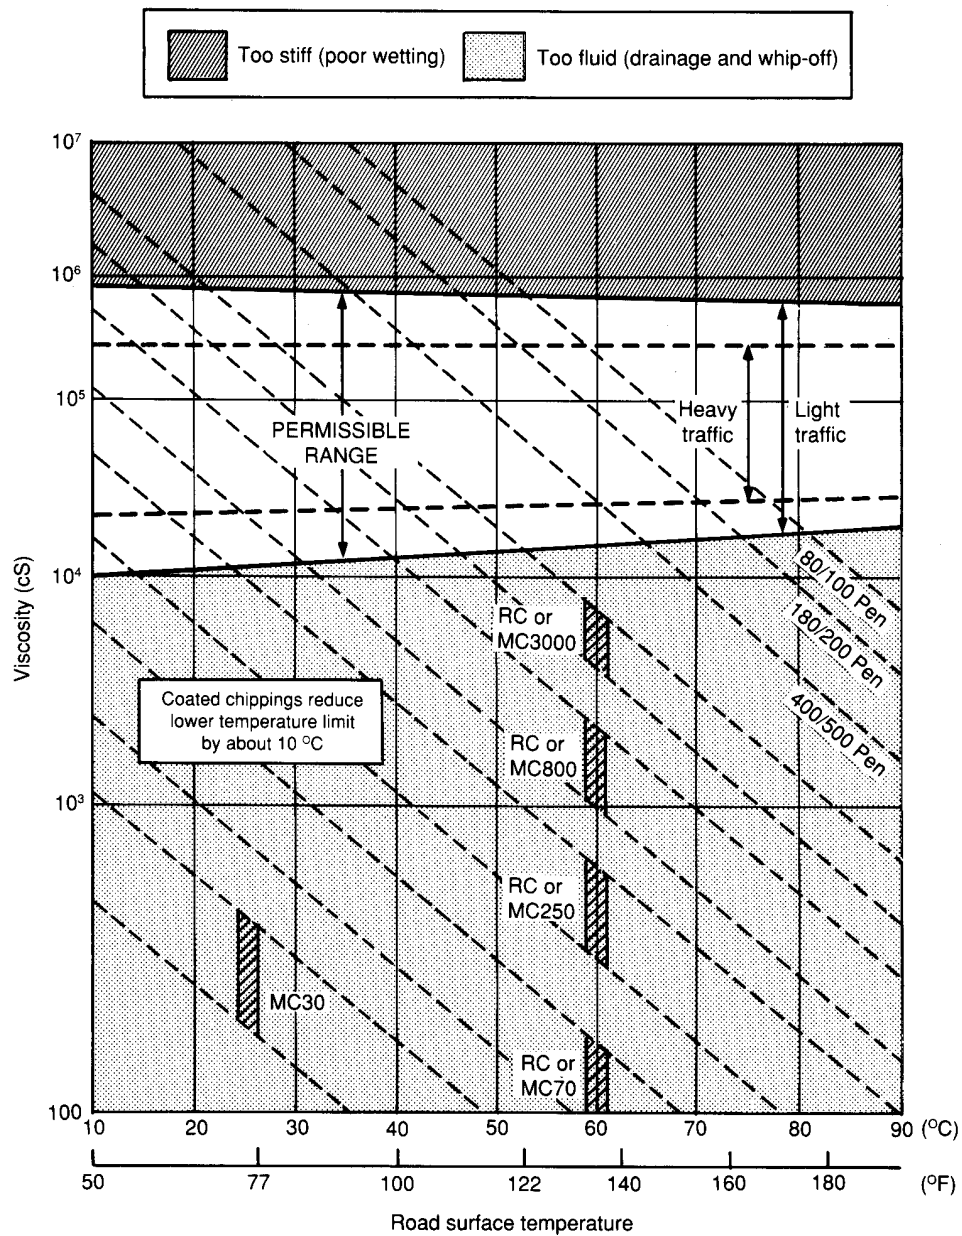 Too stiff (poor wetting)
Too fluid (drainage and whip-off)
10⁷
10⁶
10⁵
10⁴
10³
100
Viscosity (cS)
PERMISSIBLE
RANGE
Heavy
traffic
Light
traffic
80/100 Pen
180/200 Pen
400/500 Pen
RC or
MC3000
Coated chippings reduce
lower temperature limit
by about 10 °C
RC or
MC800
RC or
MC250
MC30
RC or
MC70
10 20 30 40 50 60 70 80 90 (°C)
50 77 100 122 140 160 180 (°F)
Road surface temperature